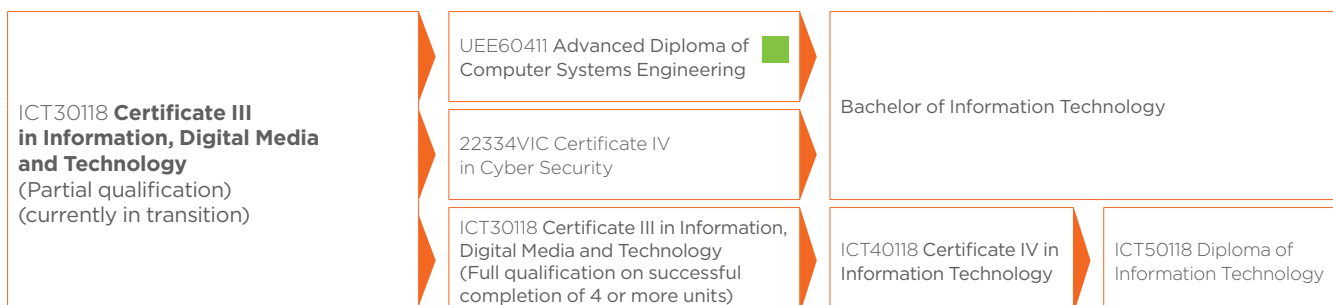 ICT30118 Certificate III
in Information, Digital Media
and Technology
(Partial qualification)
(currently in transition)
UEE60411 Advanced Diploma of
Computer Systems Engineering
Bachelor of Information Technology
22334VIC Certificate IV
in Cyber Security
ICT30118 Certificate III in Information,
Digital Media and Technology
(Full qualification on successful
completion of 4 or more units)
ICT40118 Certificate IV in
Information Technology
ICT50118 Diploma of
Information Technology